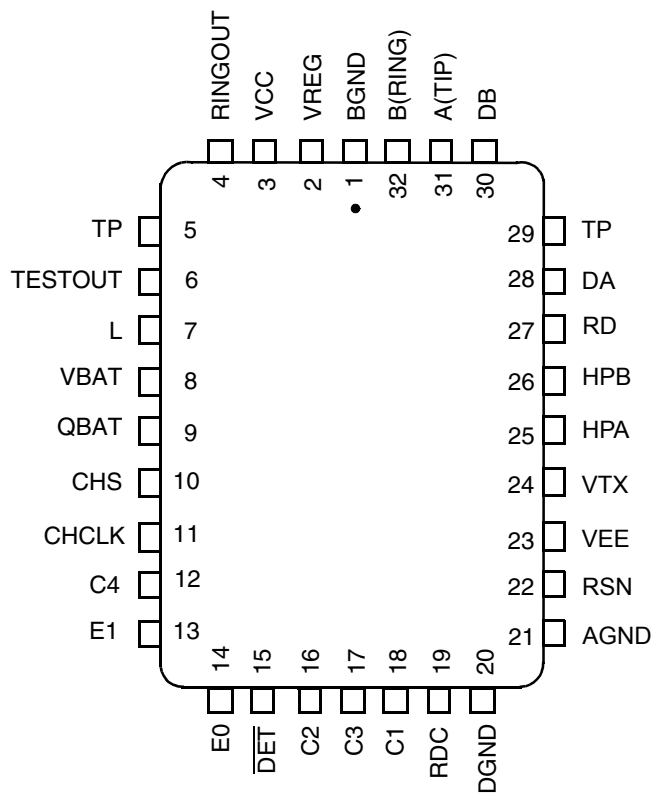 RINGOUT
VCC
VREG
BGND
B(RING)
A(TIP)
DB
4
3
2
1
32
31
30
TP 5
TESTOUT 6
L 7
VBAT 8
QBAT 9
CHS 10
CHCLK 11
C4 12
E1 13
29 TP
28 DA
27 RD
26 HPB
25 HPA
24 VTX
23 VEE
22 RSN
21 AGND
14
15
16
17
18
19
20
E0
DET
C2
C3
C1
RDC
DGND